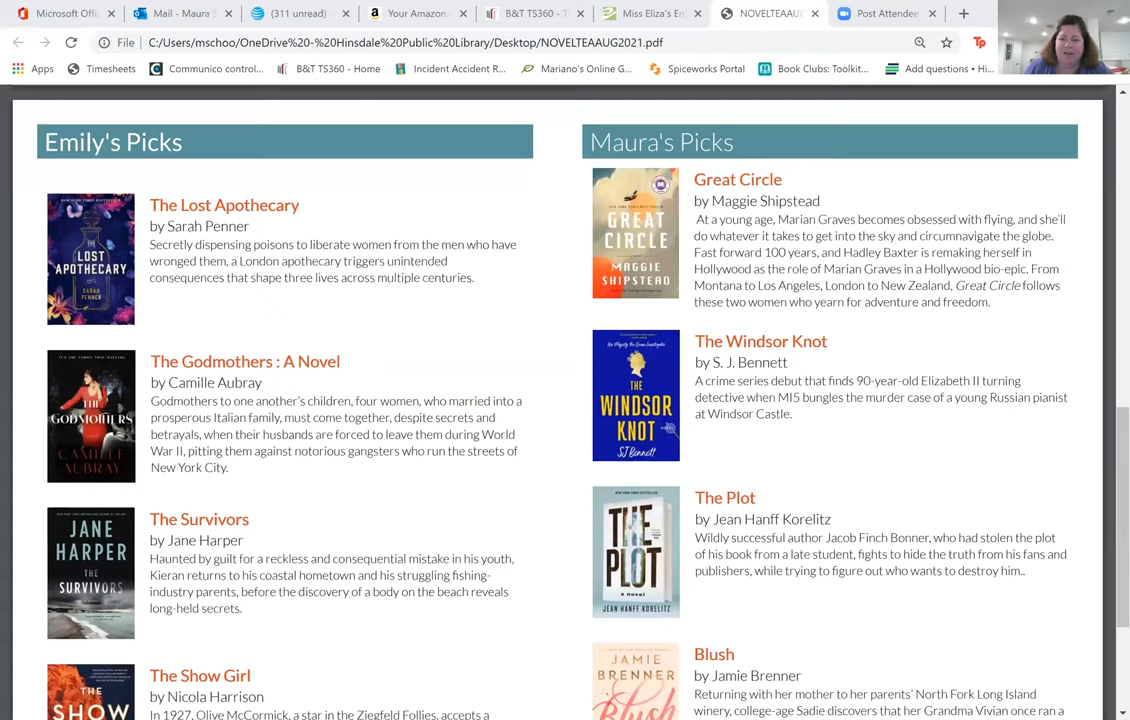 Microsoft Offi
Mail - Maura S
(311 unread) -
Your Amazon.
B&T TS360 - T
Miss Eliza's En
NOVELTEAAUG
Post Attendee
File
C:/Users/mschoo/OneDrive%20-%20Hinsdale%20Public%20Library/Desktop/NOVELTEAAUG2021.pdf
Tp
Apps
Timesheets
Communico control...
B&T TS360 - Home
Incident Accident R...
Mariano's Online G...
Spiceworks Portal
Book Clubs: Toolkit...
Add questions • Hi...
Emily's Picks
THE
LOST
APOTHECARY
SARAH
PENNER
The Lost Apothecary
by Sarah Penner
Secretly dispensing poisons to liberate women from the men who have
wronged them, a London apothecary triggers unintended
consequences that shape three lives across multiple centuries.
THE
GODMOTHERS
CAMILLE
AUBRAY
The Godmothers : A Novel
by Camille Aubray
Godmothers to one another's children, four women, who married into a
prosperous Italian family, must come together, despite secrets and
betrayals, when their husbands are forced to leave them during World
War II, pitting them against notorious gangsters who run the streets of
New York City.
JANE
HARPER
THE
SURVIVORS
The Survivors
by Jane Harper
Haunted by guilt for a reckless and consequential mistake in his youth,
Kieran returns to his coastal hometown and his struggling fishing-
industry parents, before the discovery of a body on the beach reveals
long-held secrets.
THE
SHOW
The Show Girl
by Nicola Harrison
In 1927, Olive McCormick, a star in the Ziegfeld Follies, accepts a
Maura's Picks
GREAT
CIRCLE
MAGGIE
SHIPSTEAD
Great Circle
by Maggie Shipstead
At a young age, Marian Graves becomes obsessed with flying, and she'll
do whatever it takes to get into the sky and circumnavigate the globe.
Fast forward 100 years, and Hadley Baxter is remaking herself in
Hollywood as the role of Marian Graves in a Hollywood bio-epic. From
Montana to Los Angeles, London to New Zealand, Great Circle follows
these two women who yearn for adventure and freedom.
THE
WINDSOR
KNOT
SJ Bennett
The Windsor Knot
by S. J. Bennett
A crime series debut that finds 90-year-old Elizabeth II turning
detective when MI5 bungles the murder case of a young Russian pianist
at Windsor Castle.
THE
PLOT
a novel
JEAN HANFF KORELITZ
The Plot
by Jean Hanff Korelitz
Wildly successful author Jacob Finch Bonner, who had stolen the plot
of his book from a late student, fights to hide the truth from his fans and
publishers, while trying to figure out who wants to destroy him..
JAMIE
BRENNER
Blush
Blush
by Jamie Brenner
Returning with her mother to her parents' North Fork Long Island
winery, college-age Sadie discovers that her Grandma Vivian once ran a